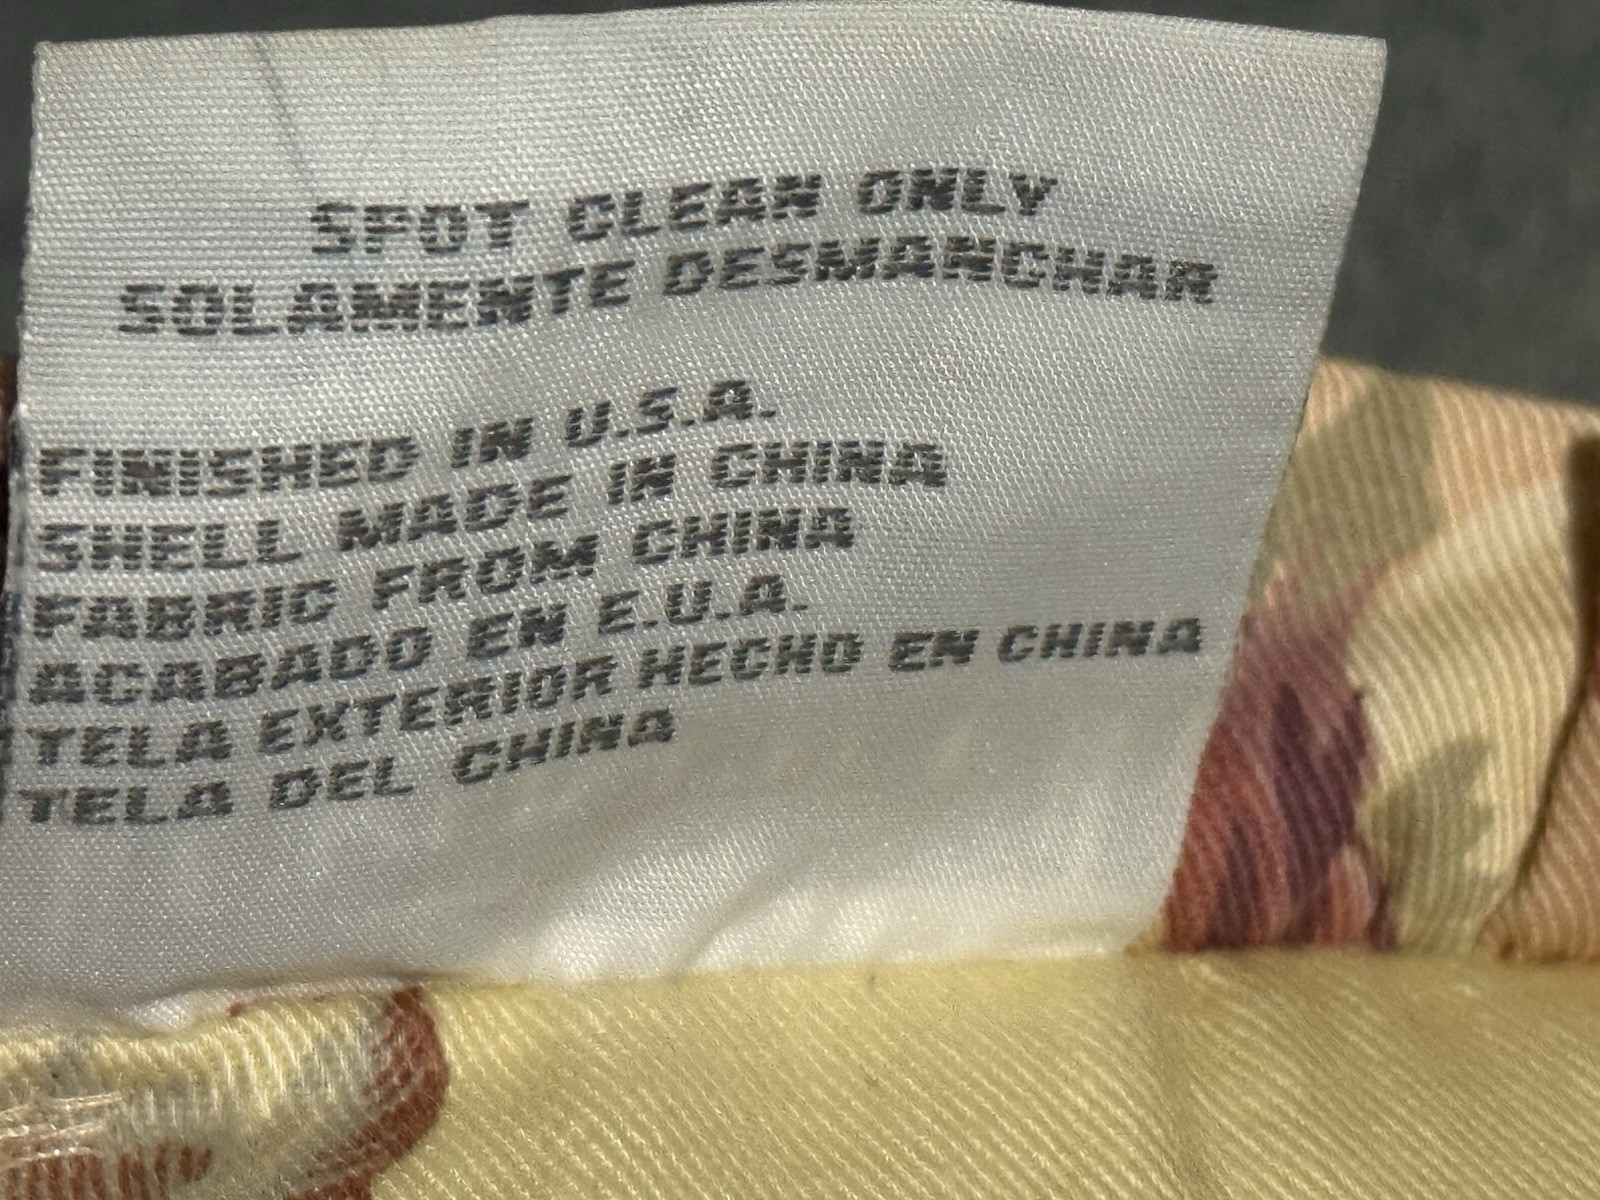 SPOT CLEAN ONLY
SOLAMENTE DESMANCHAR
FINISHED IN U.S.A.
SHELL MADE IN CHINA
FABRIC FROM CHINA
ACABADO EN E.U.A.
TELA EXTERIOR HECHO EN CHINA
TELA DEL CHINA